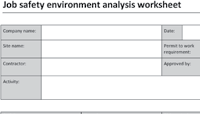 Job safety environment analysis worksheet
Company name: Date:
Site name: Permit to work
requirement:
Contractor: Approved by:
Activity: